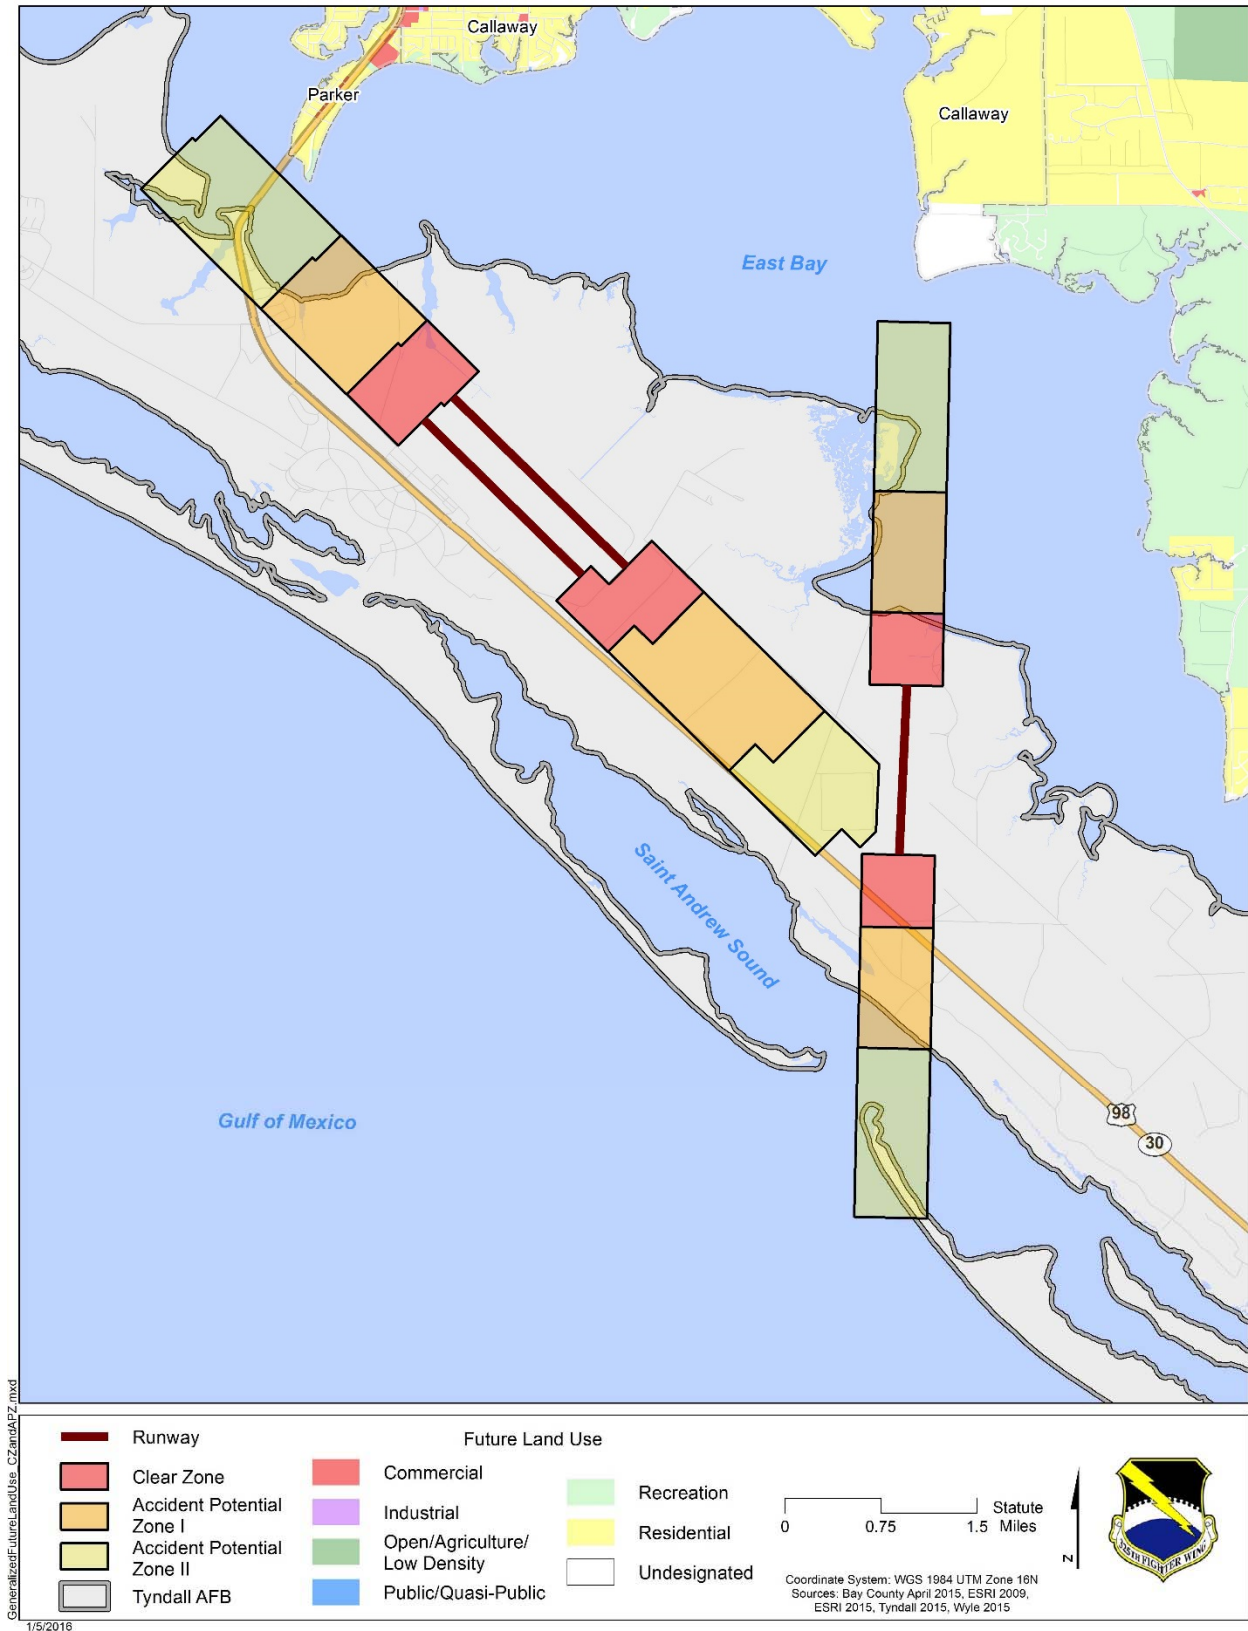 Callaway
Parker
Callaway
East Bay
Saint Andrew Sound
Gulf of Mexico
98
30
GeneralizedFutureLandUse_CZandAPZ.mxd
Runway
Clear Zone
Accident Potential
Zone I
Accident Potential
Zone II
Tyndall AFB
Future Land Use
Commercial
Industrial
Open/Agriculture/
Low Density
Public/Quasi-Public
Recreation
Residential
Undesignated
0 0.75 1.5
Statute
Miles
N
Coordinate System: WGS 1984 UTM Zone 16N
Sources: Bay County April 2015, ESRI 2009,
ESRI 2015, Tyndall 2015, Wyle 2015
325TH FIGHTER WING
1/5/2016